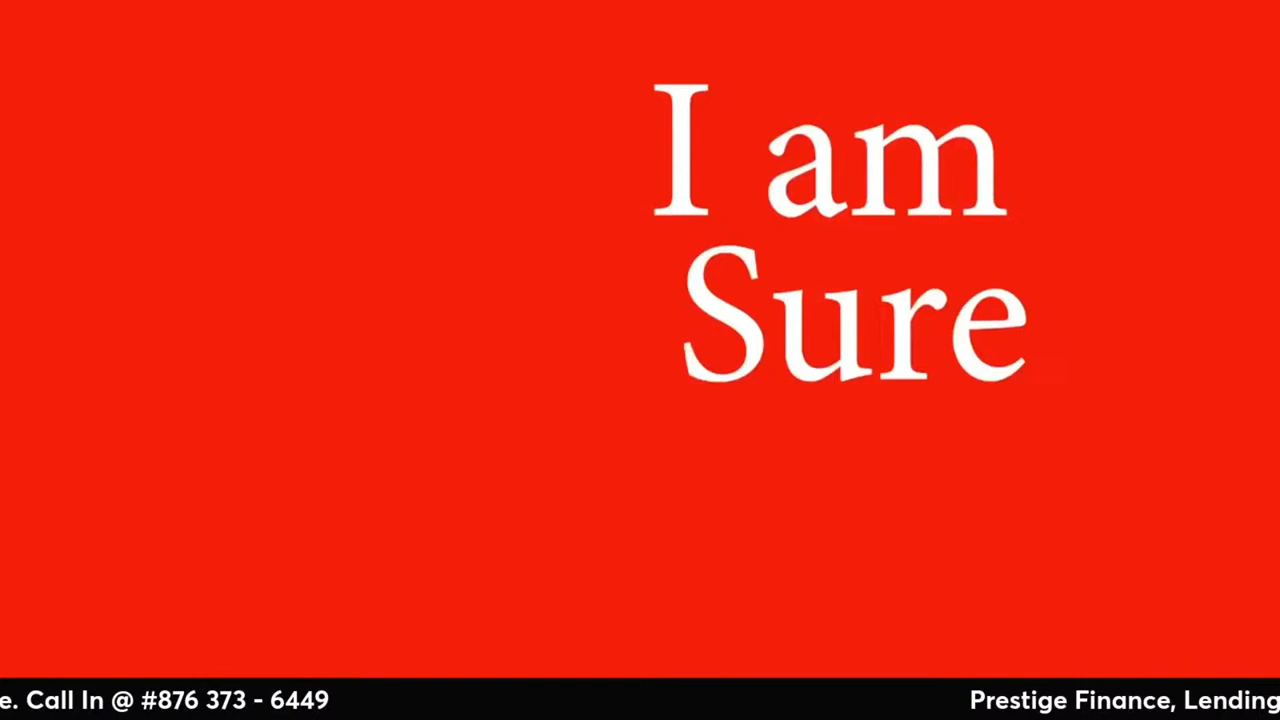 I am
Sure
e. Call In @ #876 373 - 6449
Prestige Finance, Lending